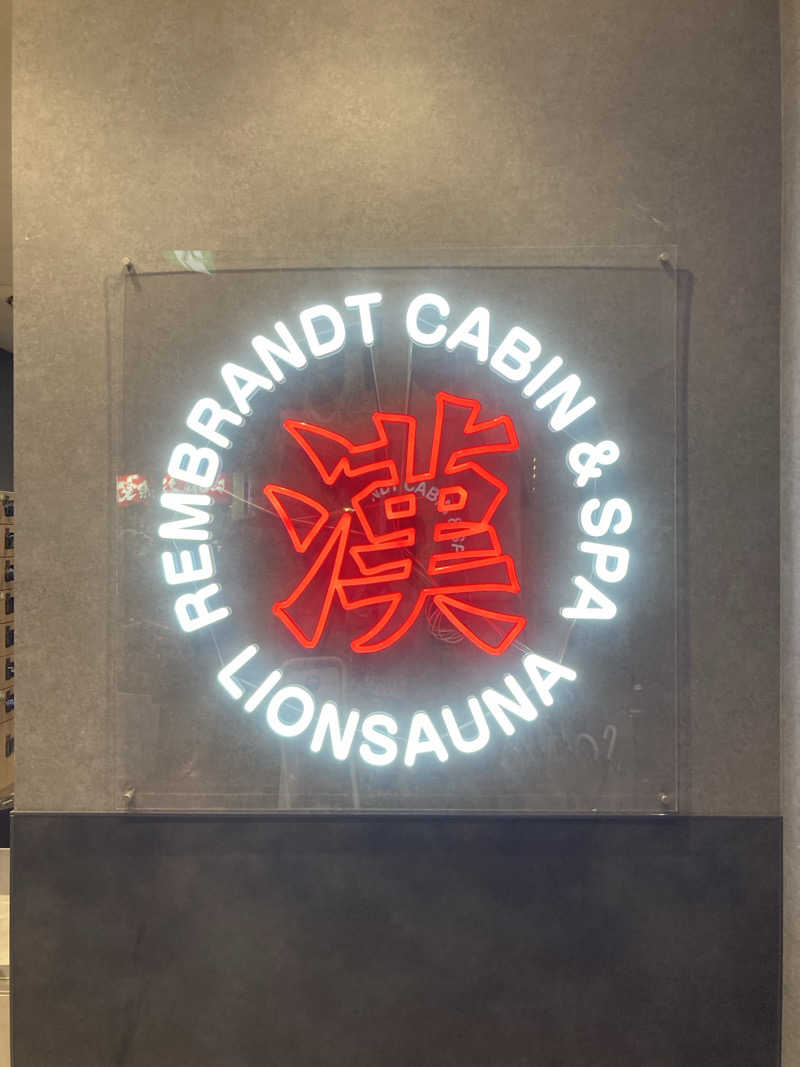 REMBRANDT CABIN & SPA
漢
LIONSAUNA